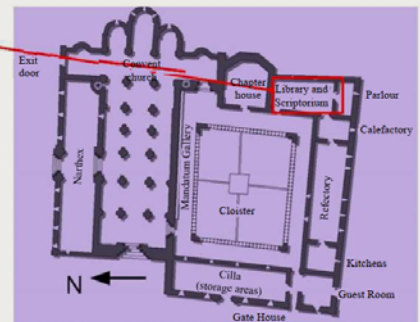 Exit
door
Convent
church
Chapter
house
Library and
Scriptorium
Parlour
Calefactory
Narthex
Mandatum Gallery
Cloister
Refectory
N
Cilla
(storage areas)
Kitchens
Guest Room
Gate House